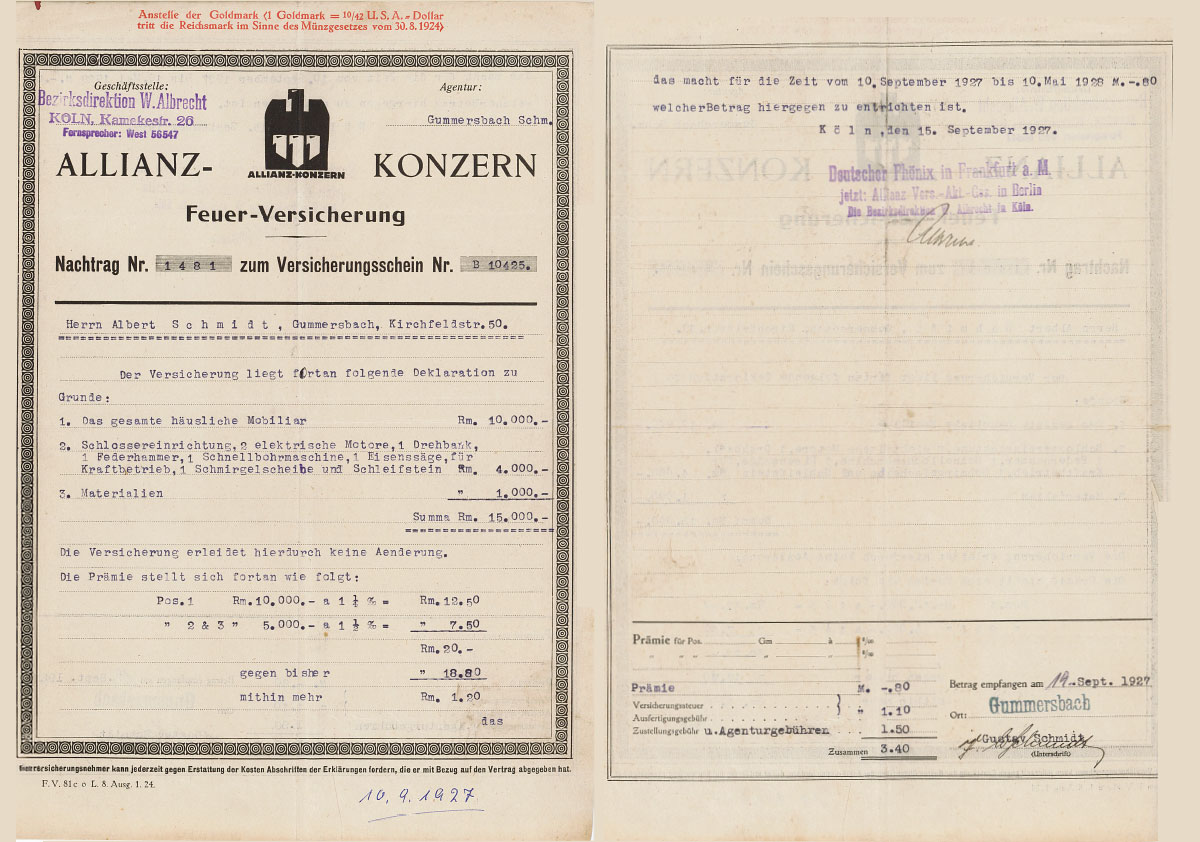 Anstelle der Goldmark (1 Goldmark = 10/42 U.S.A.-Dollar
tritt die Reichsmark im Sinne des Münzgesetzes vom 30.8.1924)
Geschäftsstelle:
Bezirksdirektion W. Albrecht
KÖLN, Kamekestr. 26
Fernsprecher: West 56547
Agentur:
Gummersbach Schm.
ALLIANZ-KONZERN
ALLIANZ- KONZERN
Feuer-Versicherung
Nachtrag Nr. 1481 zum Versicherungsschein Nr. B 10425.
Herrn Albert S c h m i d t , Gummersbach, Kirchfeldstr.50.
Der Versicherung liegt fortan folgende Deklaration zu
Grunde:
1. Das gesamte häusliche Mobiliar Rm. 10.000.-
2. Schlossereinrichtung,2 elektrische Motore,1 Drehbank,
1 Federhammer,1 Schnellbohrmaschine,1 Eisenssäge,für
Kraftbetrieb,1 Schmirgelscheibe und Schleifstein Rm. 4.000.-
3. Materialien " 1.000.-
Summa Rm. 15.000.-
Die Versicherung erleidet hierdurch keine Aenderung.
Die Prämie stellt sich fortan wie folgt:
Pos.1 Rm.10.000.- a 1 ¼ ‰ = Rm.12.50
" 2 & 3 " 5.000.- a 1 ½ ‰ = " 7.50
Rm.20.-
gegen bisher " 18.80
mithin mehr Rm. 1.20
das
Versicherungsnehmer kann jederzeit gegen Erstattung der Kosten Abschriften der Erklärungen fordern, die er mit Bezug auf den Vertrag abgegeben hat.
F. V. 81c o L. 8. Ausg. 1. 24.
10.9.1927.
das macht für die Zeit vom 10.September 1927 bis 10.Mai 1928 M.-.80
welcherBetrag hiergegen zu entrichten ist.
K ö l n ,den 15. September 1927.
Deutscher Phönix in Frankfurt a. M.
jetzt: Allianz Vers.-Akt.-Ges. in Berlin
Die Bezirksdirektion W. Albrecht in Köln.
Prämie für Pos. Gm à ‰
" " " " " ‰
Prämie M. -.80
Versicherungssteuer
Ausfertigungsgebühr } " 1.10
Zustellungsgebühr u.Agenturgebühren 1.50
Zusammen 3.40
Betrag empfangen am 19. Sept. 1927
Ort: Gummersbach
Gustav Schmidt
(Unterschrift)